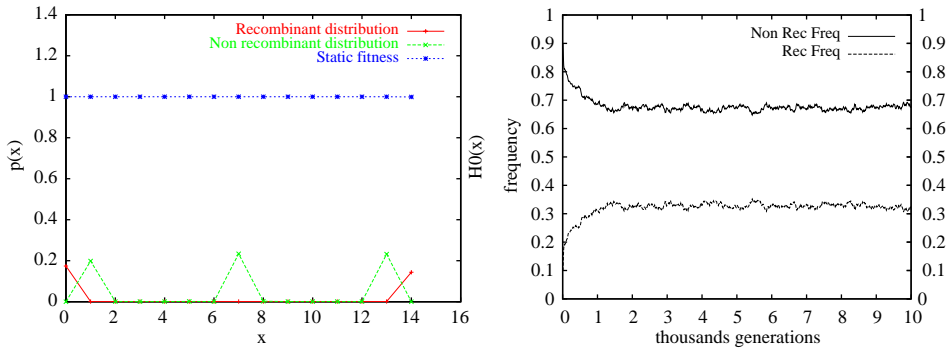 1.4
1.2
1
0.8
0.6
0.4
0.2
0
p(x)
Recombinant distribution
Non recombinant distribution
Static fitness
H0(x)
0 2 4 6 8 10 12 14 16
x
1
0.9
0.8
0.7
0.6
0.5
0.4
0.3
0.2
0.1
0
frequency
Non Rec Freq
Rec Freq
1
0.9
0.8
0.7
0.6
0.5
0.4
0.3
0.2
0.1
0
0 1 2 3 4 5 6 7 8 9 10
thousands generations